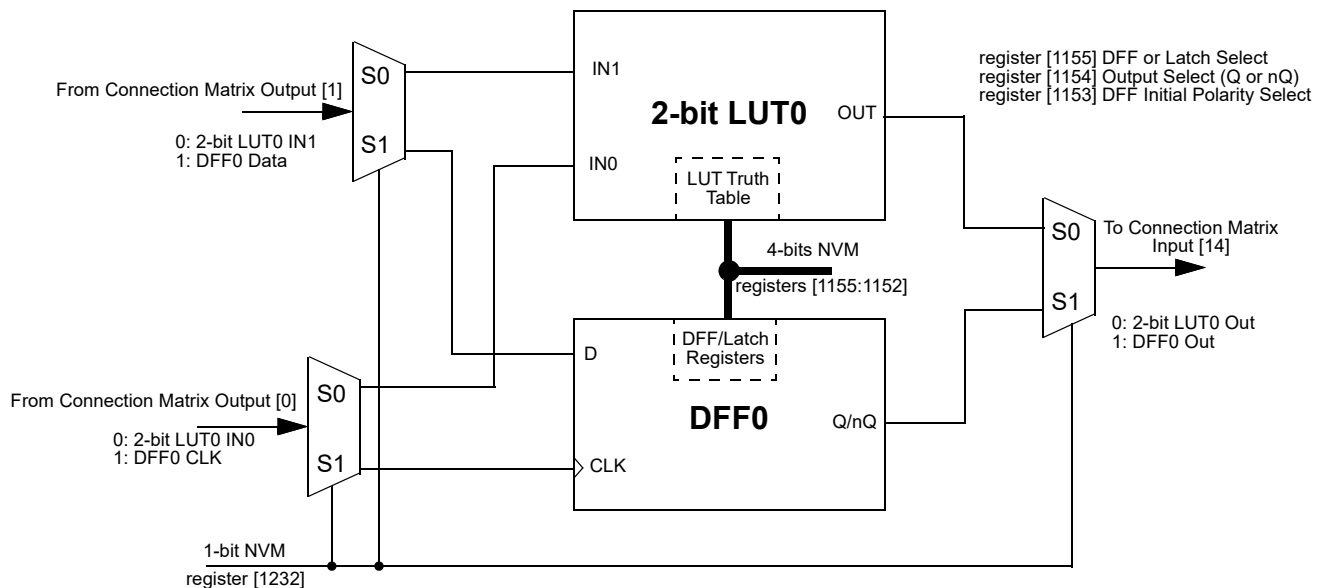 From Connection Matrix Output [1]
0: 2-bit LUT0 IN1
1: DFF0 Data
S0
S1
IN1
IN0
2-bit LUT0
OUT
LUT Truth
Table
register [1155] DFF or Latch Select
register [1154] Output Select (Q or nQ)
register [1153] DFF Initial Polarity Select
4-bits NVM
registers [1155:1152]
S0
S1
To Connection Matrix
Input [14]
0: 2-bit LUT0 Out
1: DFF0 Out
From Connection Matrix Output [0]
0: 2-bit LUT0 IN0
1: DFF0 CLK
S0
S1
D
CLK
DFF/Latch
Registers
DFF0
Q/nQ
1-bit NVM
register [1232]